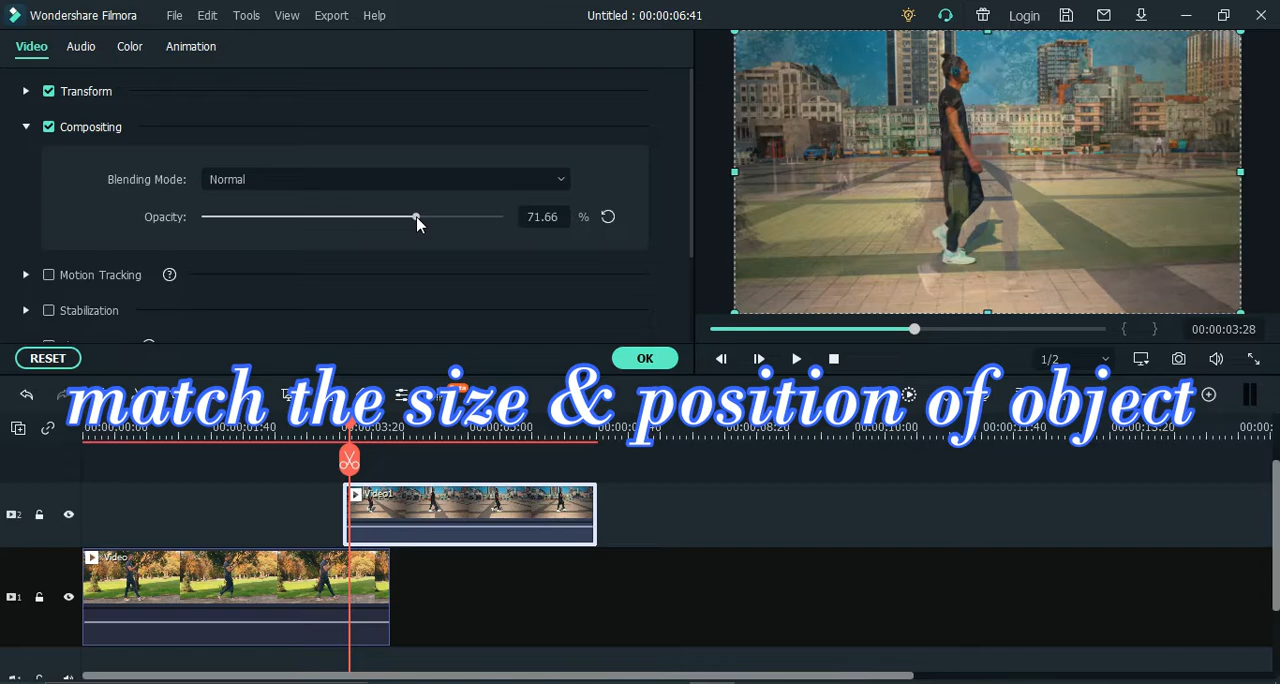 Wondershare Filmora File Edit Tools View Export Help Untitled : 00:00:06:41 Login
Video Audio Color Animation
Transform
Compositing
Blending Mode: Normal
Opacity: 71.66 %
Motion Tracking ?
Stabilization
00:00:03:28
RESET OK
1/2
match the size & position of object
00:00:00:00 00:00:01:40 00:00:03:20 00:00:05:00 00:00:06:40 00:00:08:20 00:00:10:00 00:00:11:40 00:00:13:20 00:00:
Video1
2
Video
1